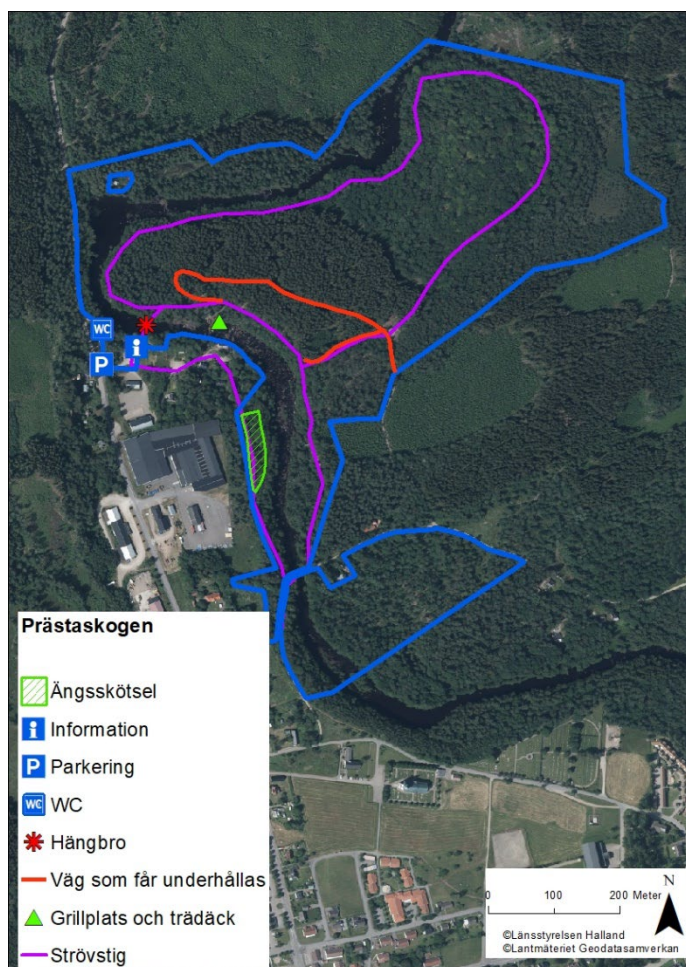 WC
P
i
Prästaskogen
Ängsskötsel
i Information
P Parkering
WC WC
Hängbro
Väg som får underhållas
Grillplats och trädäck
Strövstig
N
0 100 200 Meter
©Länsstyrelsen Halland
©Lantmäteriet Geodatasamverkan